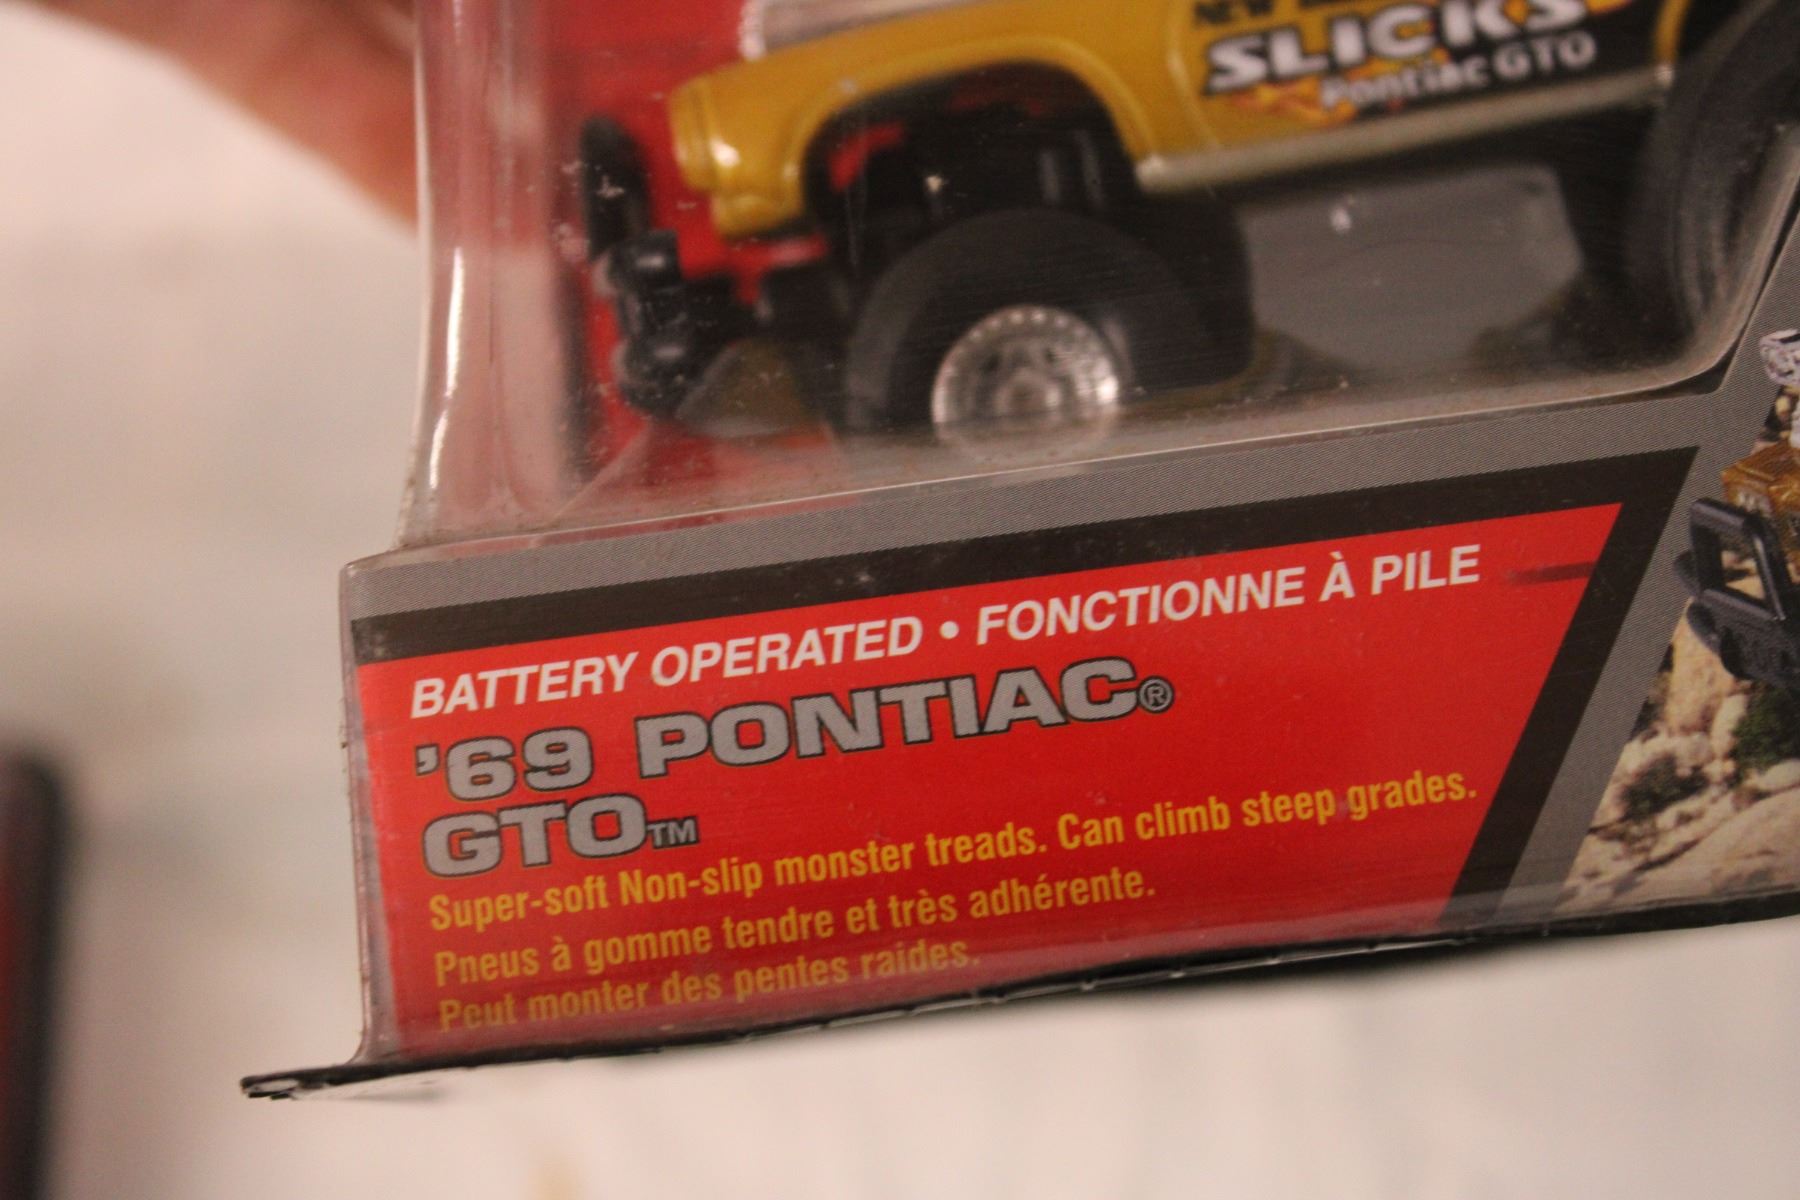 NEW
SLICKS
Pontiac GTO
BATTERY OPERATED • FONCTIONNE À PILE
'69 PONTIAC®
GTO™
Super-soft Non-slip monster treads. Can climb steep grades.
Pneus à gomme tendre et très adhérente.
Peut monter des pentes raides.